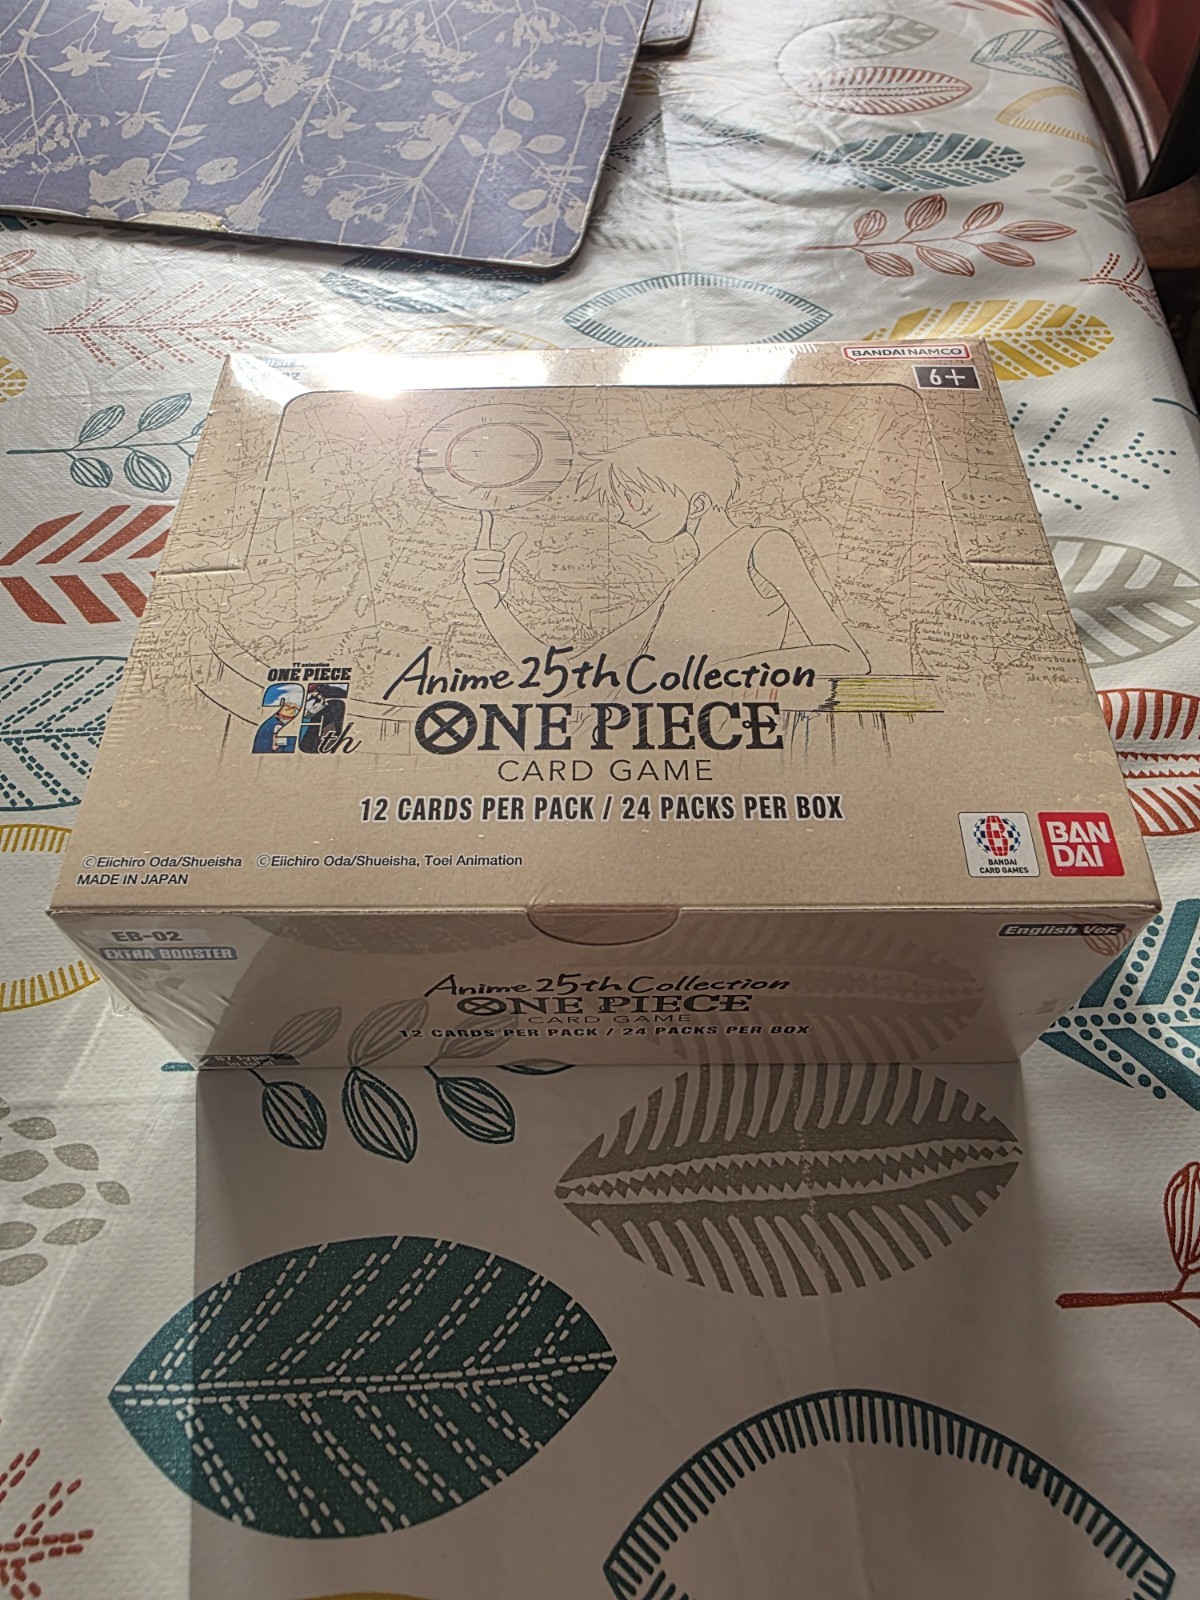 BANDAI NAMCO
6+
TV animation
ONE PIECE
25th
Anime 25th Collection
ONE PIECE
CARD GAME
12 CARDS PER PACK / 24 PACKS PER BOX
©Eiichiro Oda/Shueisha ©Eiichiro Oda/Shueisha, Toei Animation
MADE IN JAPAN
BANDAI
CARD GAMES
BAN
DAI
EB-02
EXTRA BOOSTER
English Ver.
Anime 25th Collection
ONE PIECE
CARD GAME
12 CARDS PER PACK / 24 PACKS PER BOX